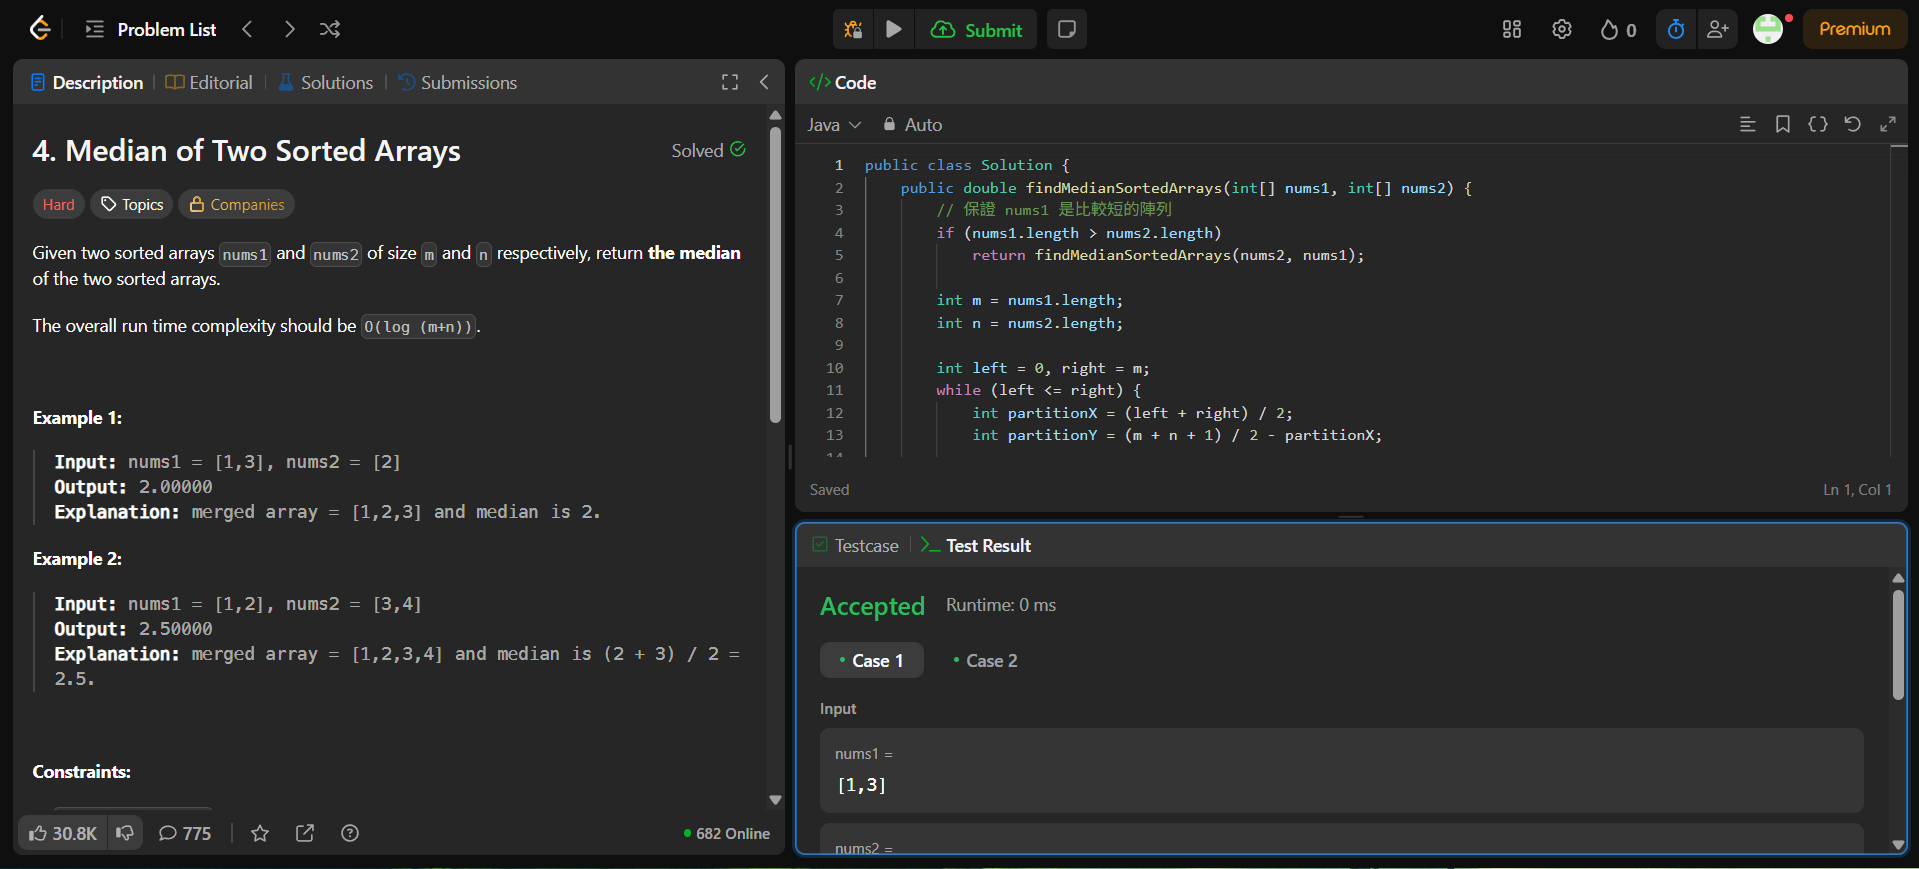 Problem List
Submit
0
Premium
Description
Editorial
Solutions
Submissions
4. Median of Two Sorted Arrays
Solved
Hard
Topics
Companies
Given two sorted arrays nums1 and nums2 of size m and n respectively, return the median
of the two sorted arrays.
The overall run time complexity should be O(log (m+n)).
Example 1:
Input: nums1 = [1,3], nums2 = [2]
Output: 2.00000
Explanation: merged array = [1,2,3] and median is 2.
Example 2:
Input: nums1 = [1,2], nums2 = [3,4]
Output: 2.50000
Explanation: merged array = [1,2,3,4] and median is (2 + 3) / 2 =
2.5.
Constraints:
30.8K
775
682 Online
</> Code
Java
Auto
1 public class Solution {
2 public double findMedianSortedArrays(int[] nums1, int[] nums2) {
3 // 保證 nums1 是比較短的陣列
4 if (nums1.length > nums2.length)
5 return findMedianSortedArrays(nums2, nums1);
6
7 int m = nums1.length;
8 int n = nums2.length;
9
10 int left = 0, right = m;
11 while (left <= right) {
12 int partitionX = (left + right) / 2;
13 int partitionY = (m + n + 1) / 2 - partitionX;
14
Saved
Ln 1, Col 1
Testcase
Test Result
Accepted
Runtime: 0 ms
Case 1
Case 2
Input
nums1 =
[1,3]
nums2 =